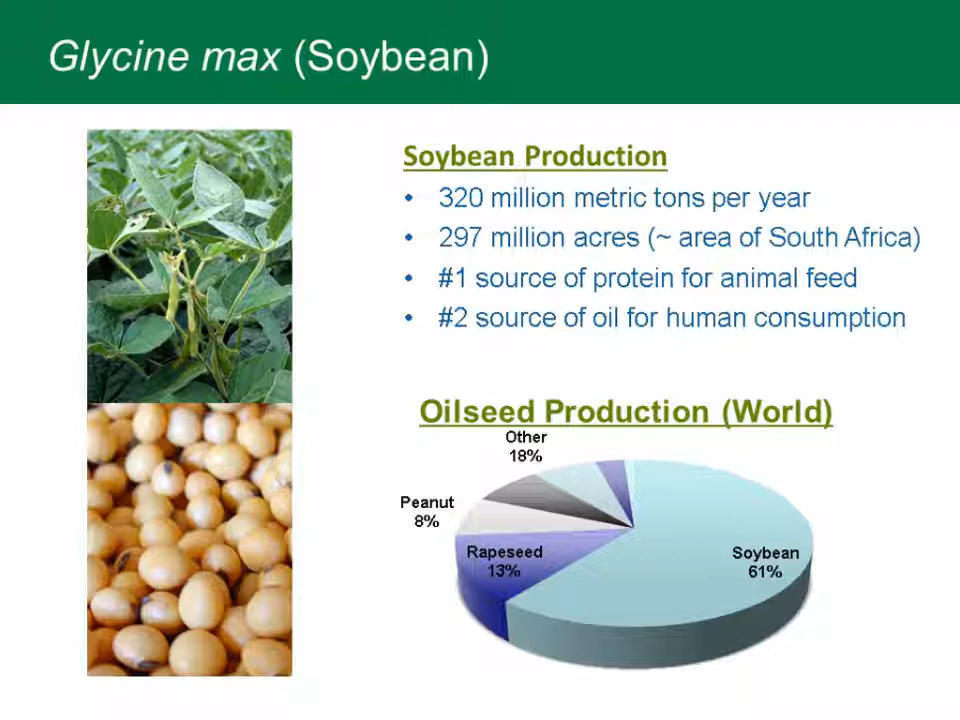 Glycine max (Soybean)
Soybean Production
• 320 million metric tons per year
• 297 million acres (~ area of South Africa)
• #1 source of protein for animal feed
• #2 source of oil for human consumption
Oilseed Production (World)
Other
18%
Peanut
8%
Rapeseed
13%
Soybean
61%